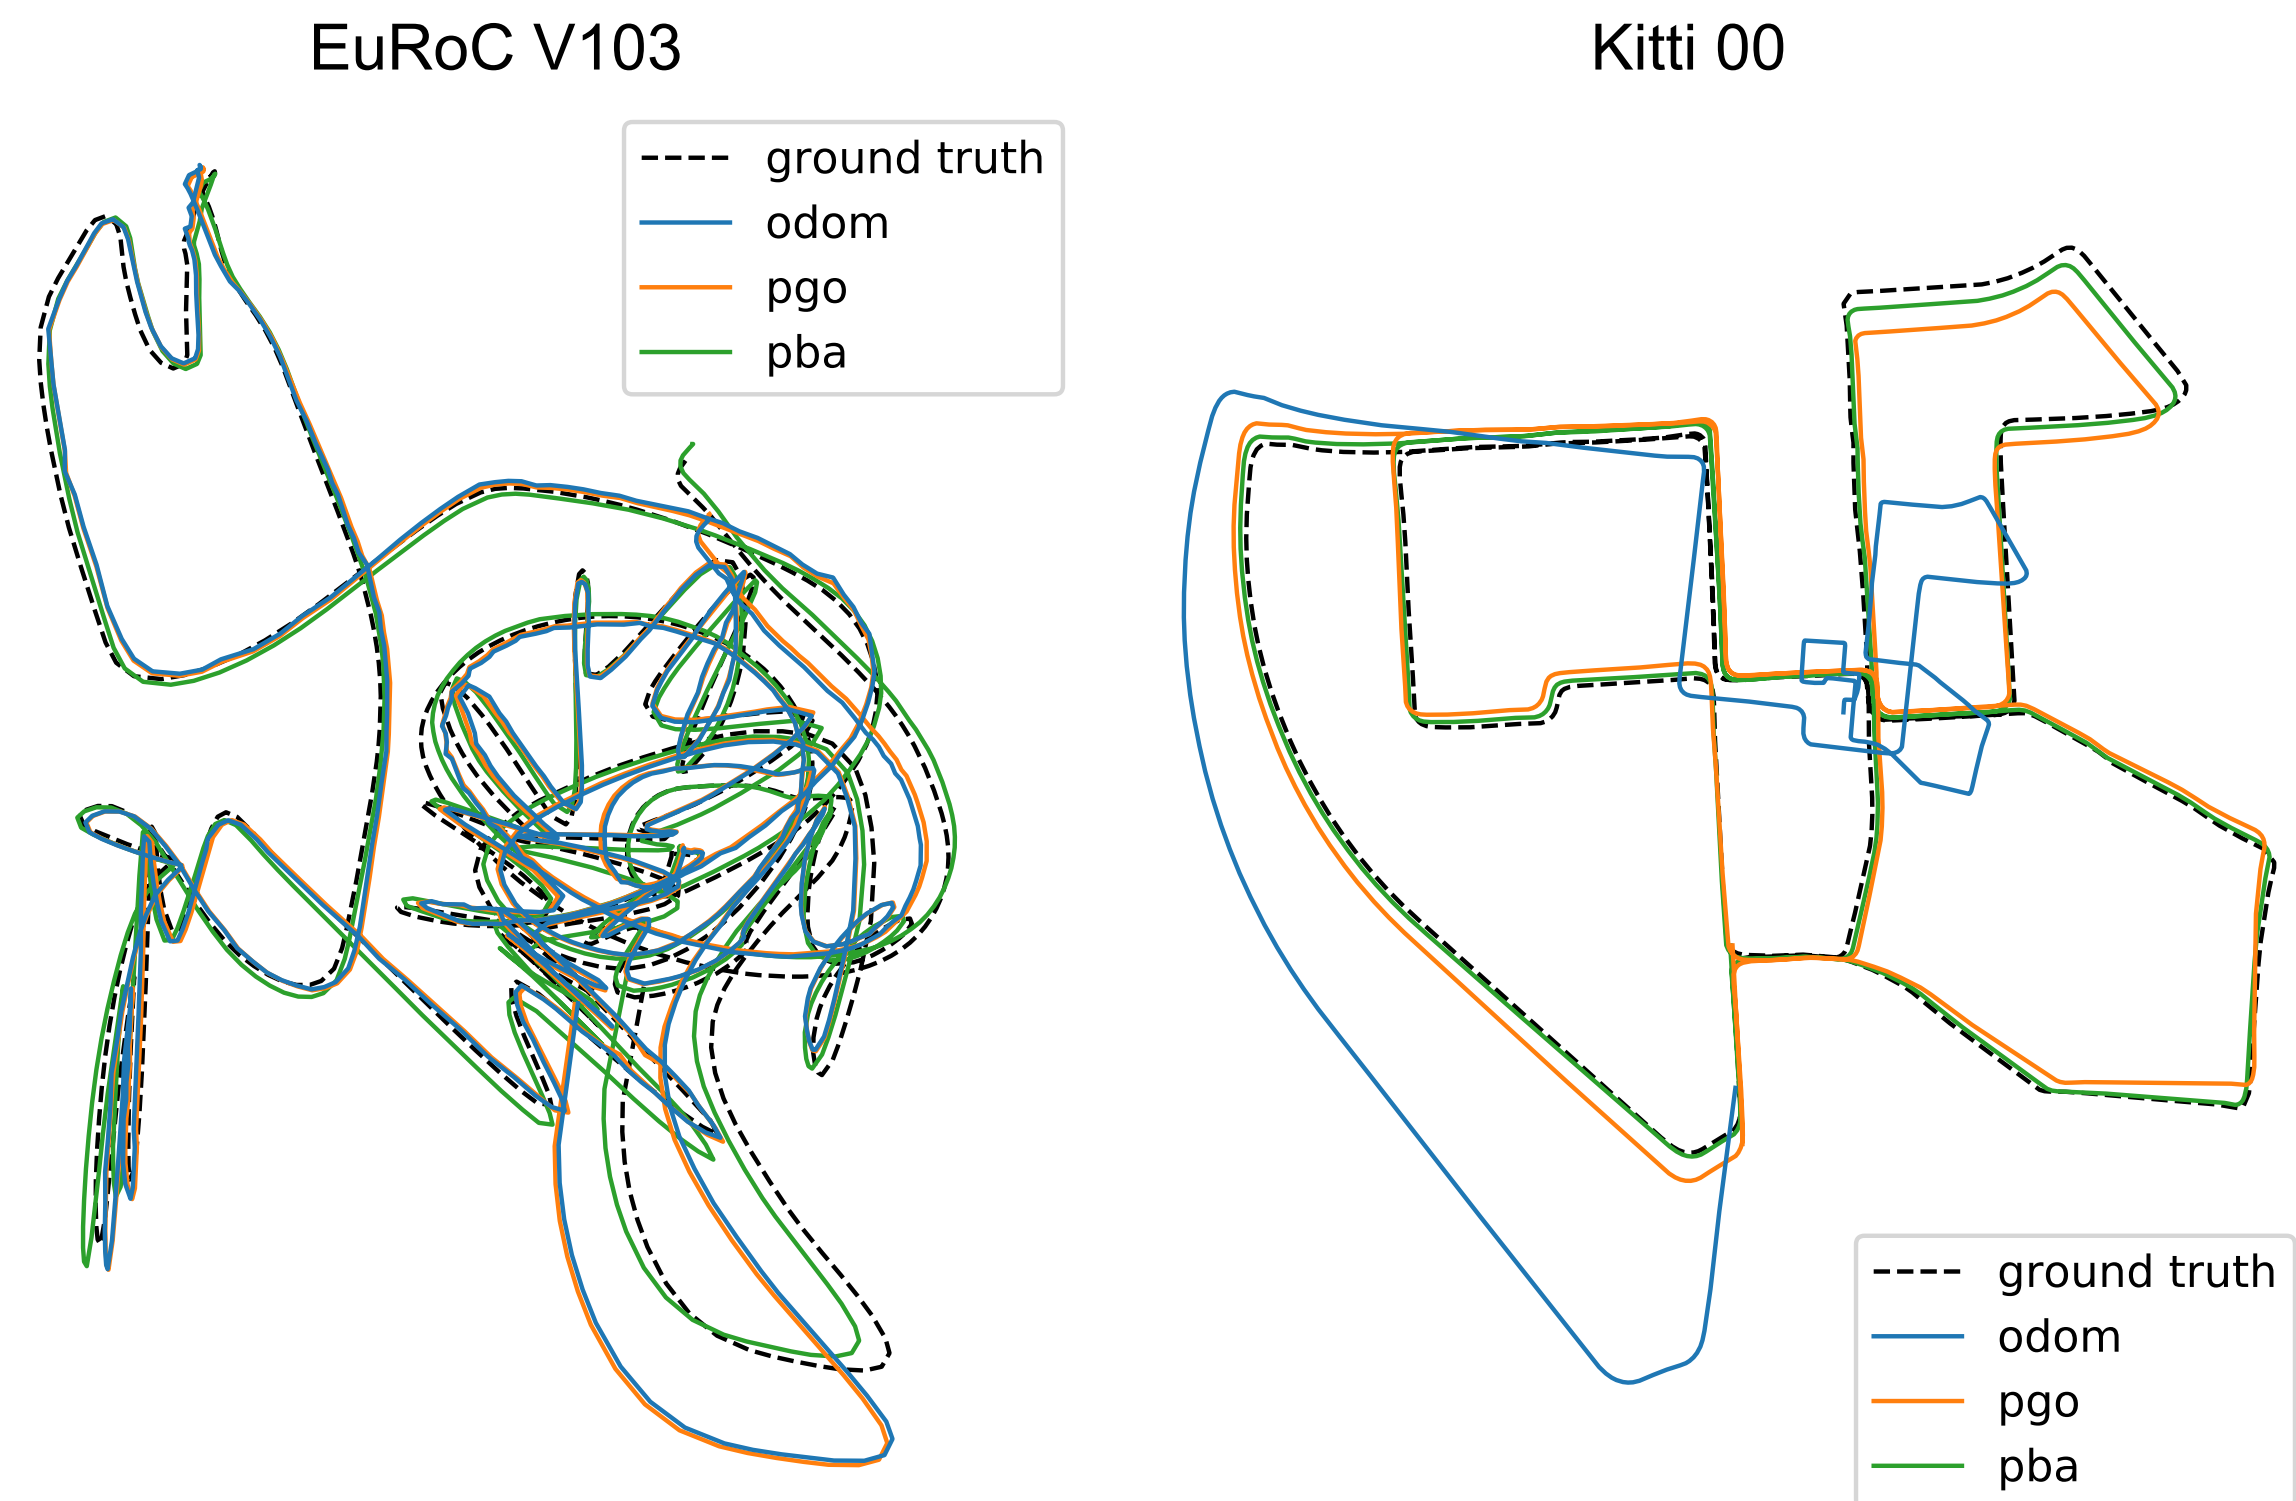 EuRoC V103
ground truth
odom
pgo
pba
Kitti 00
ground truth
odom
pgo
pba